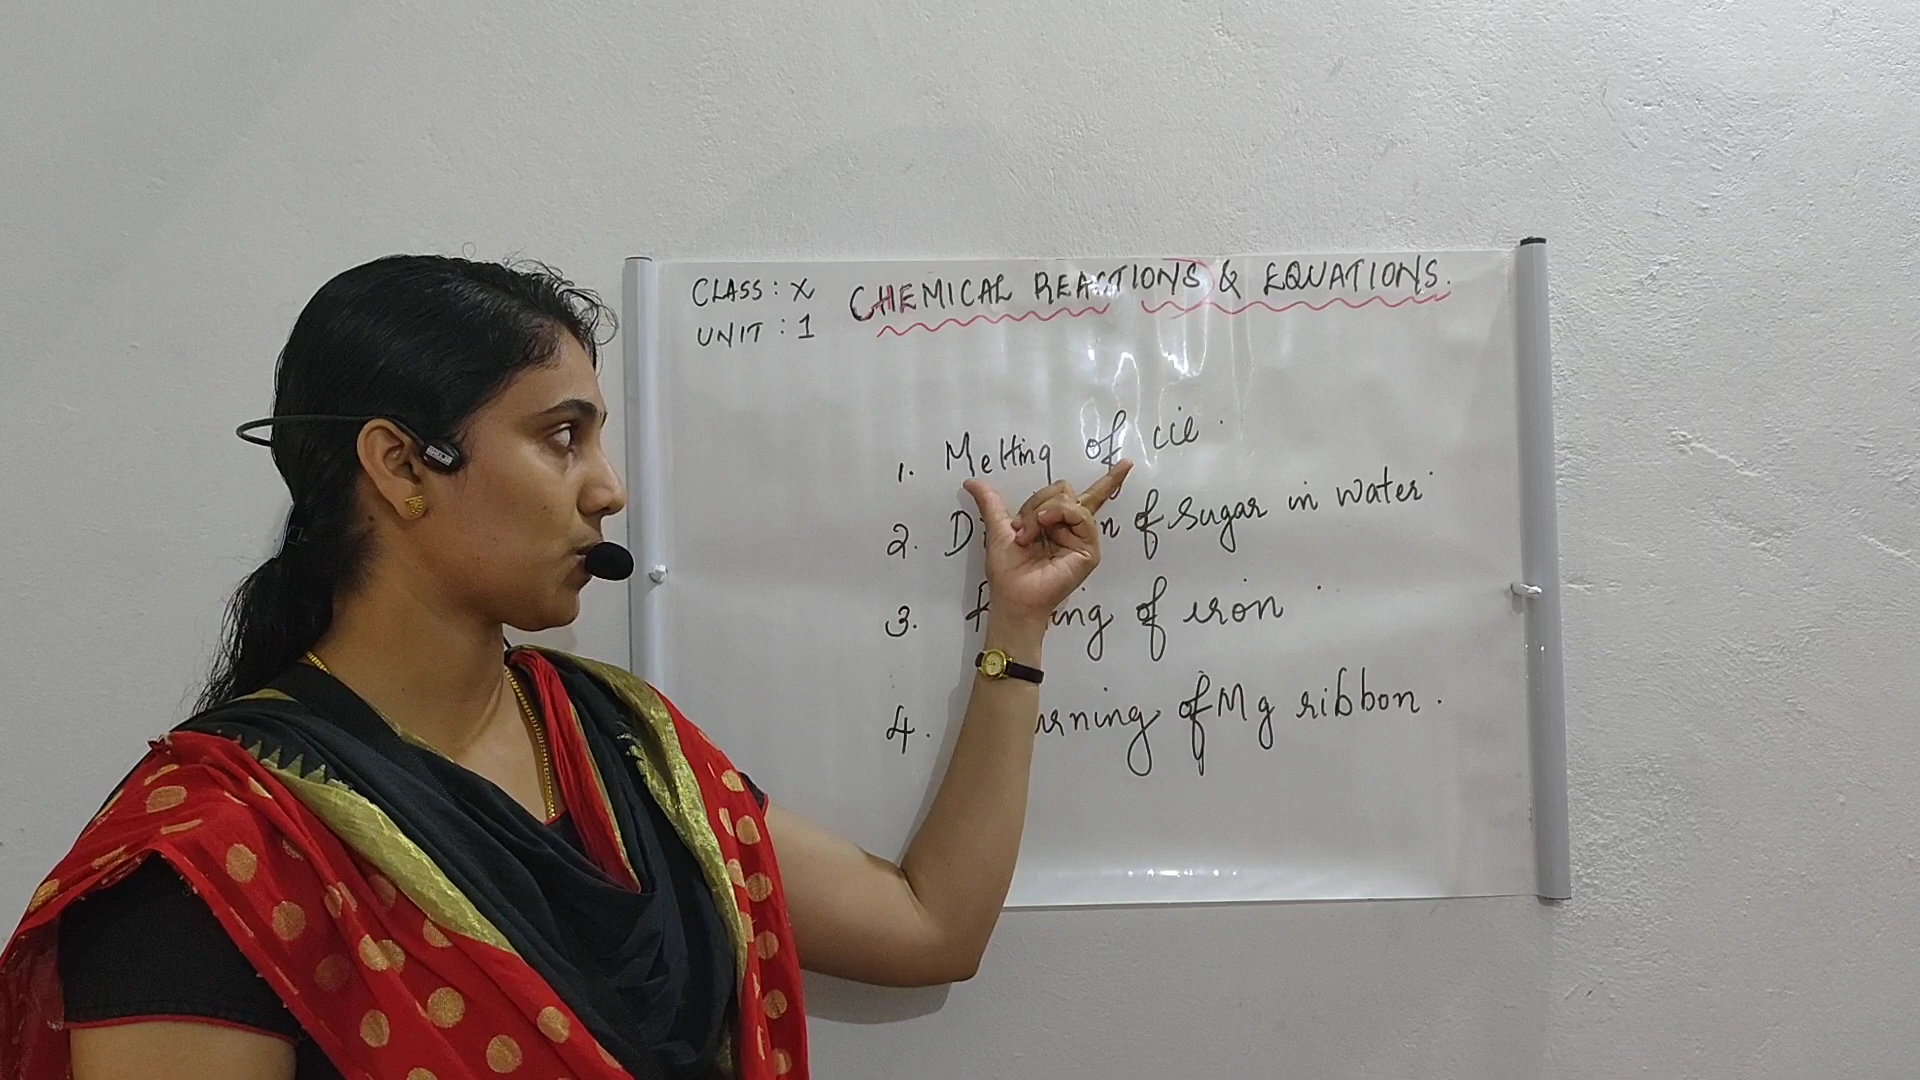 CLASS: X CHEMICAL REACTIONS & EQUATIONS.
UNIT : 1
1. Melting of ice.
2. of sugar in water
3. of iron
4. of Mg ribbon.